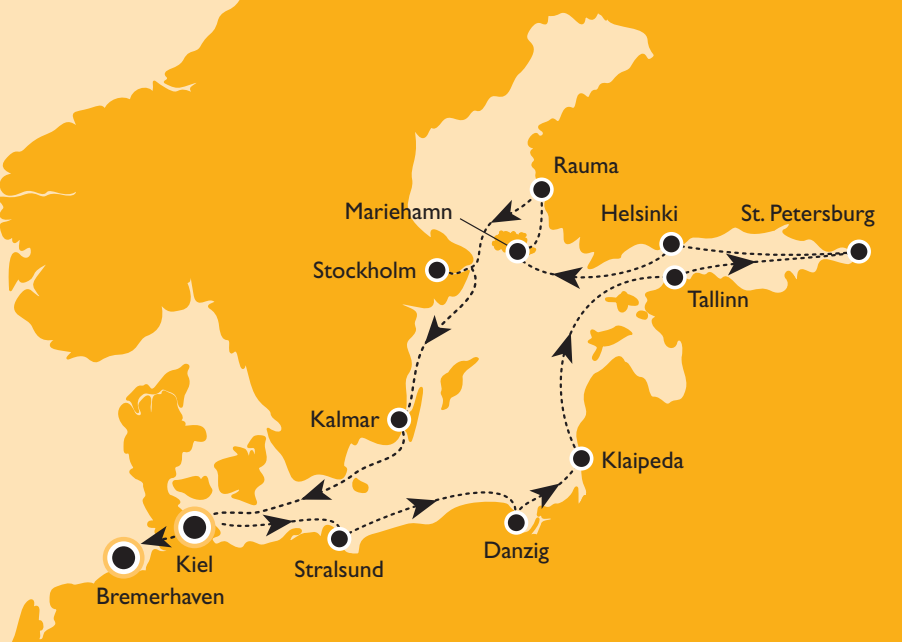 Rauma
Mariehamn
Helsinki
St. Petersburg
Stockholm
Tallinn
Kalmar
Klaipeda
Danzig
Kiel
Stralsund
Bremerhaven